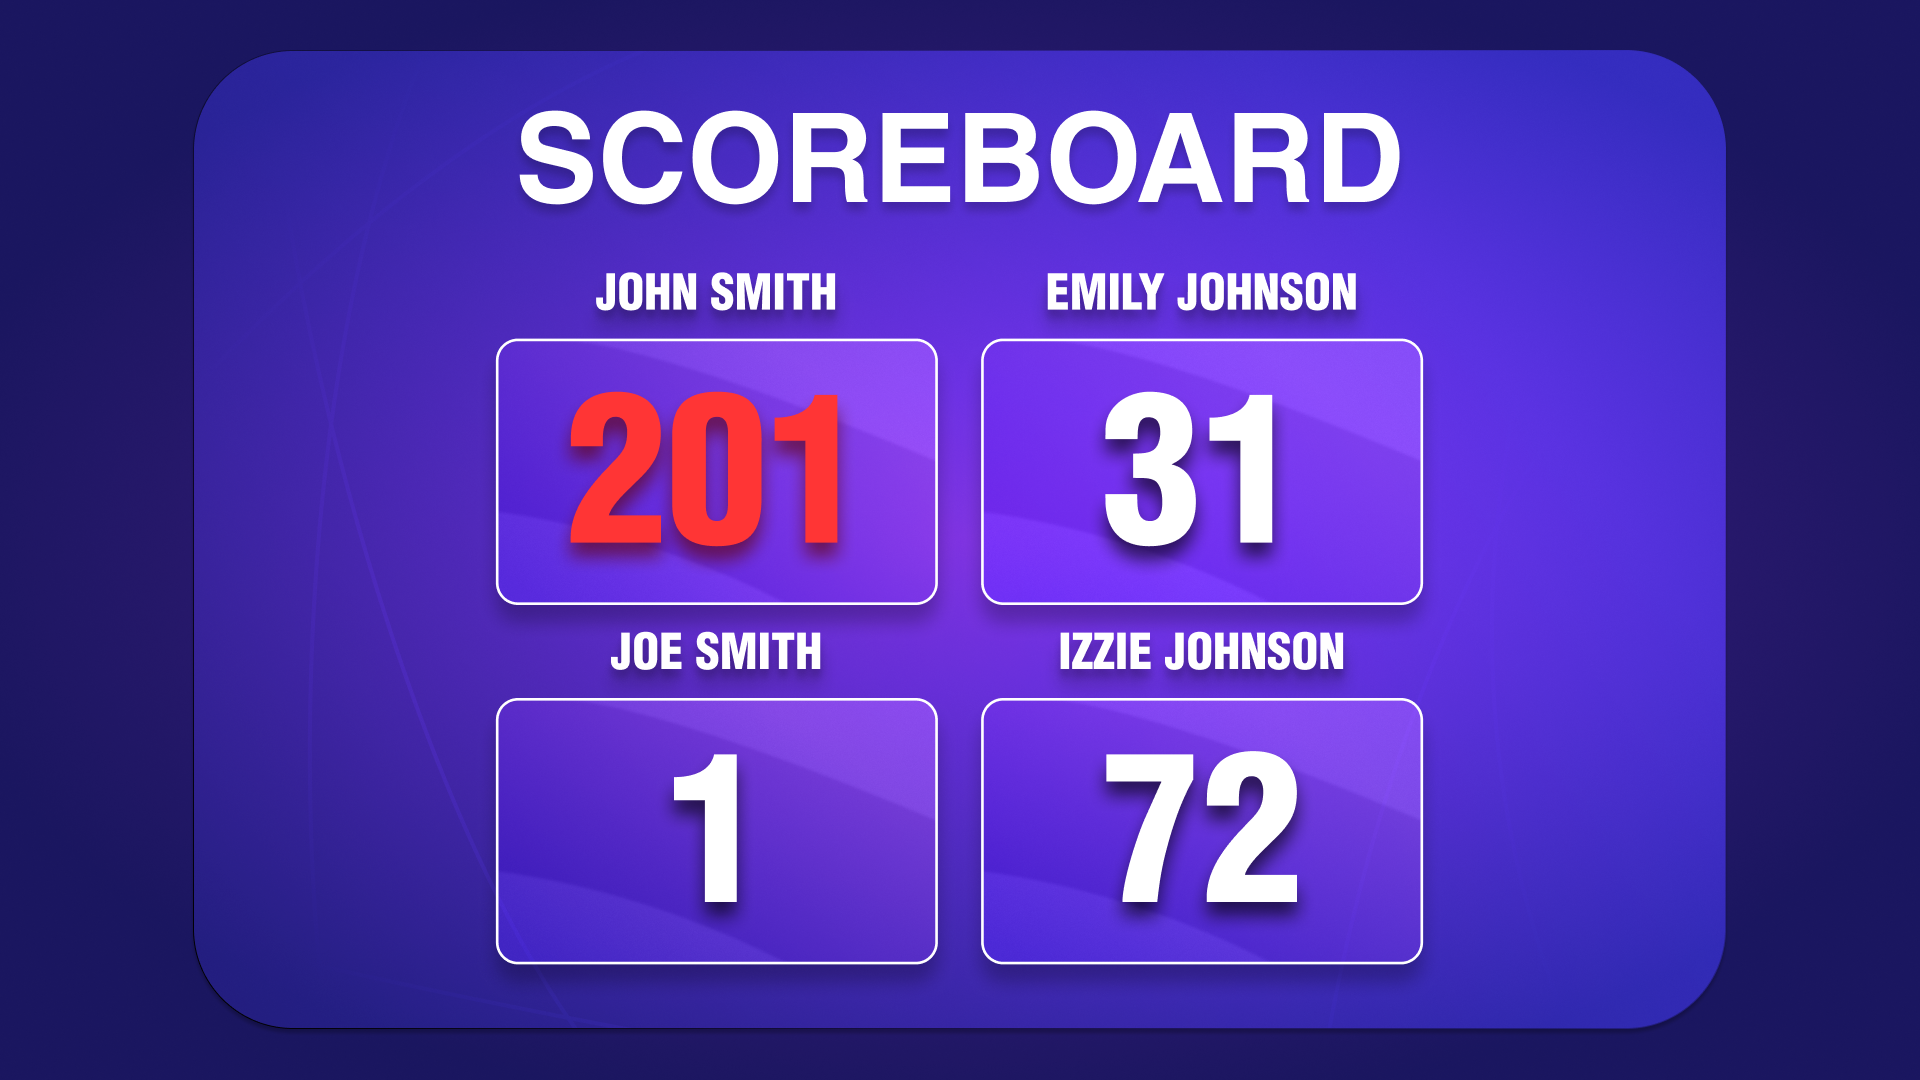 SCOREBOARD
JOHN SMITH
EMILY JOHNSON
201
31
JOE SMITH
IZZIE JOHNSON
1
72